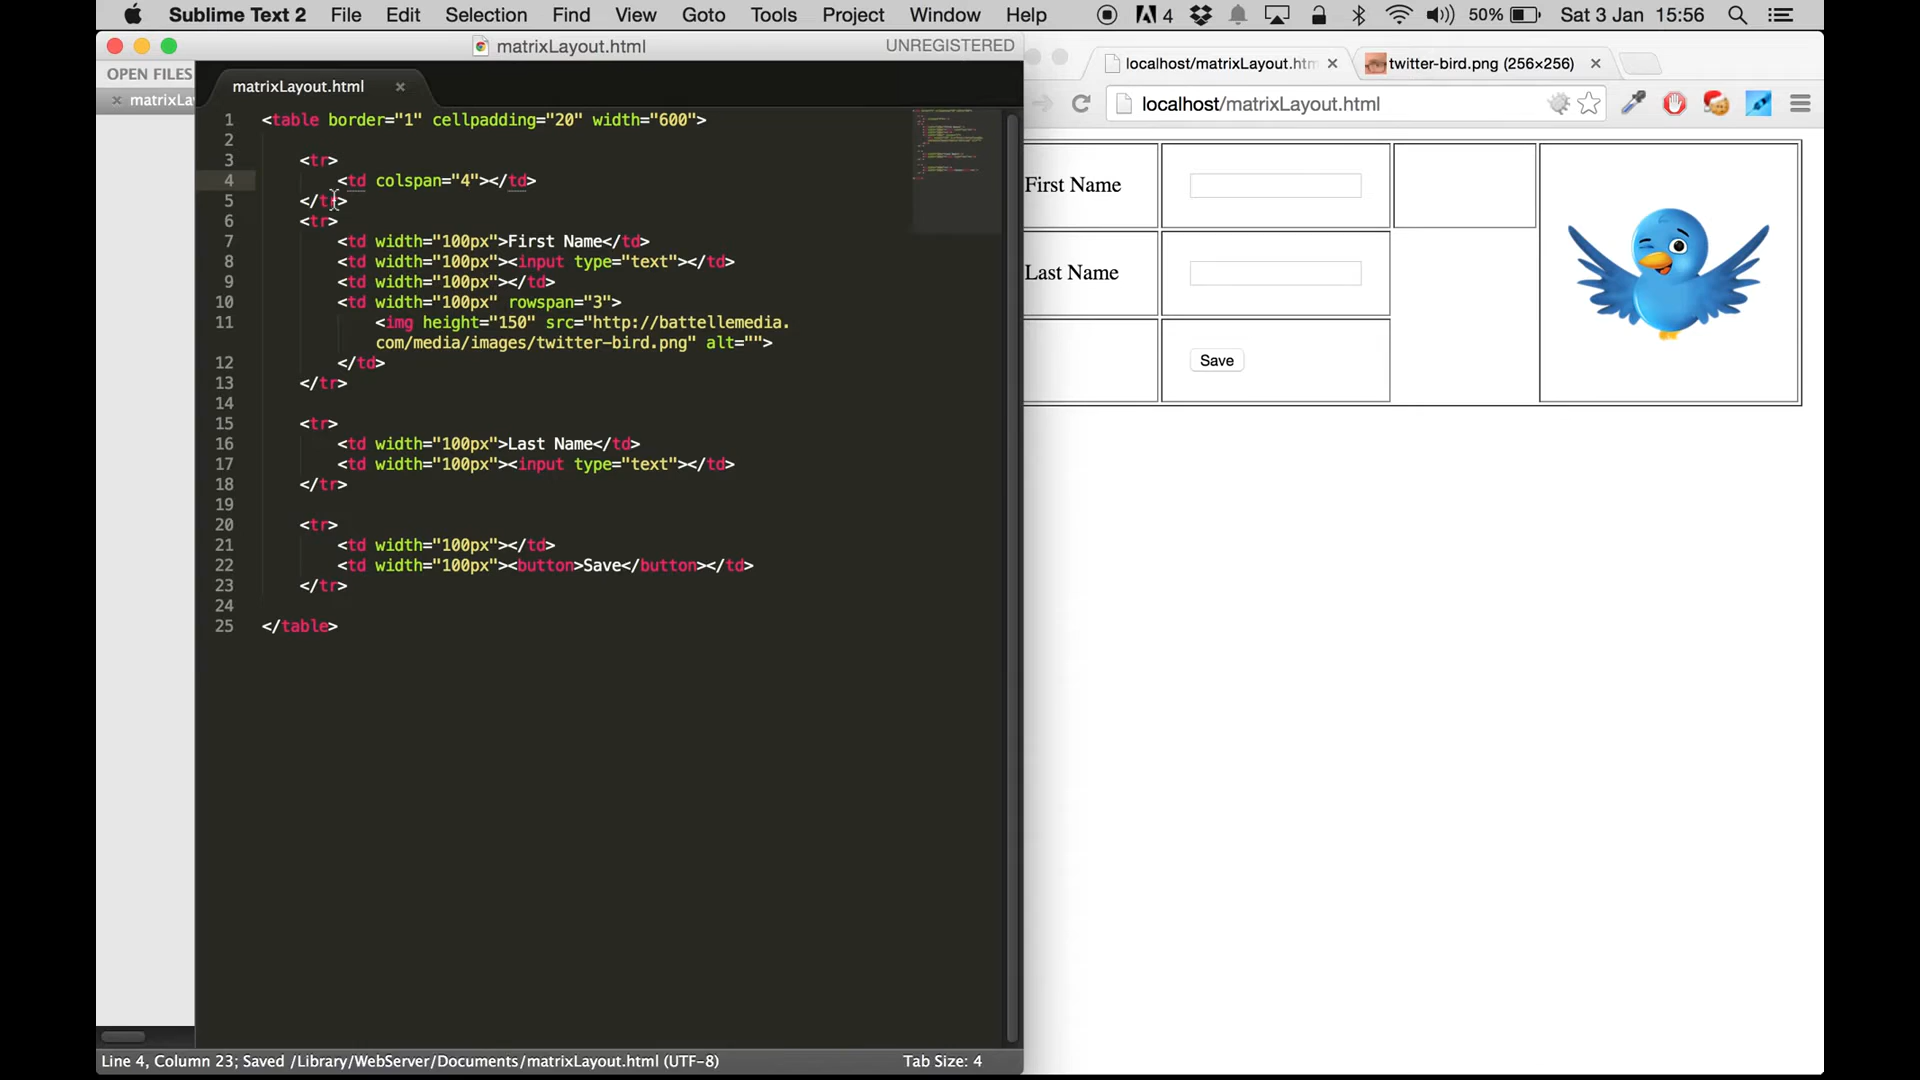 Sublime Text 2 File Edit Selection Find View Goto Tools Project Window Help 4 50% Sat 3 Jan 15:56
matrixLayout.html UNREGISTERED
OPEN FILES
matrixLa
matrixLayout.html
localhost/matrixLayout.htm
twitter-bird.png (256×256)
localhost/matrixLayout.html
1 <table border="1" cellpadding="20" width="600">
2
3 <tr>
4 <td colspan="4"></td>
5 </tr>
6 <tr>
7 <td width="100px">First Name</td>
8 <td width="100px"><input type="text"></td>
9 <td width="100px"></td>
10 <td width="100px" rowspan="3">
11 <img height="150" src="http://battellemedia.
com/media/images/twitter-bird.png" alt="">
12 </td>
13 </tr>
14
15 <tr>
16 <td width="100px">Last Name</td>
17 <td width="100px"><input type="text"></td>
18 </tr>
19
20 <tr>
21 <td width="100px"></td>
22 <td width="100px"><button>Save</button></td>
23 </tr>
24
25 </table>
First Name
Last Name
Save
Line 4, Column 23; Saved /Library/WebServer/Documents/matrixLayout.html (UTF-8) Tab Size: 4